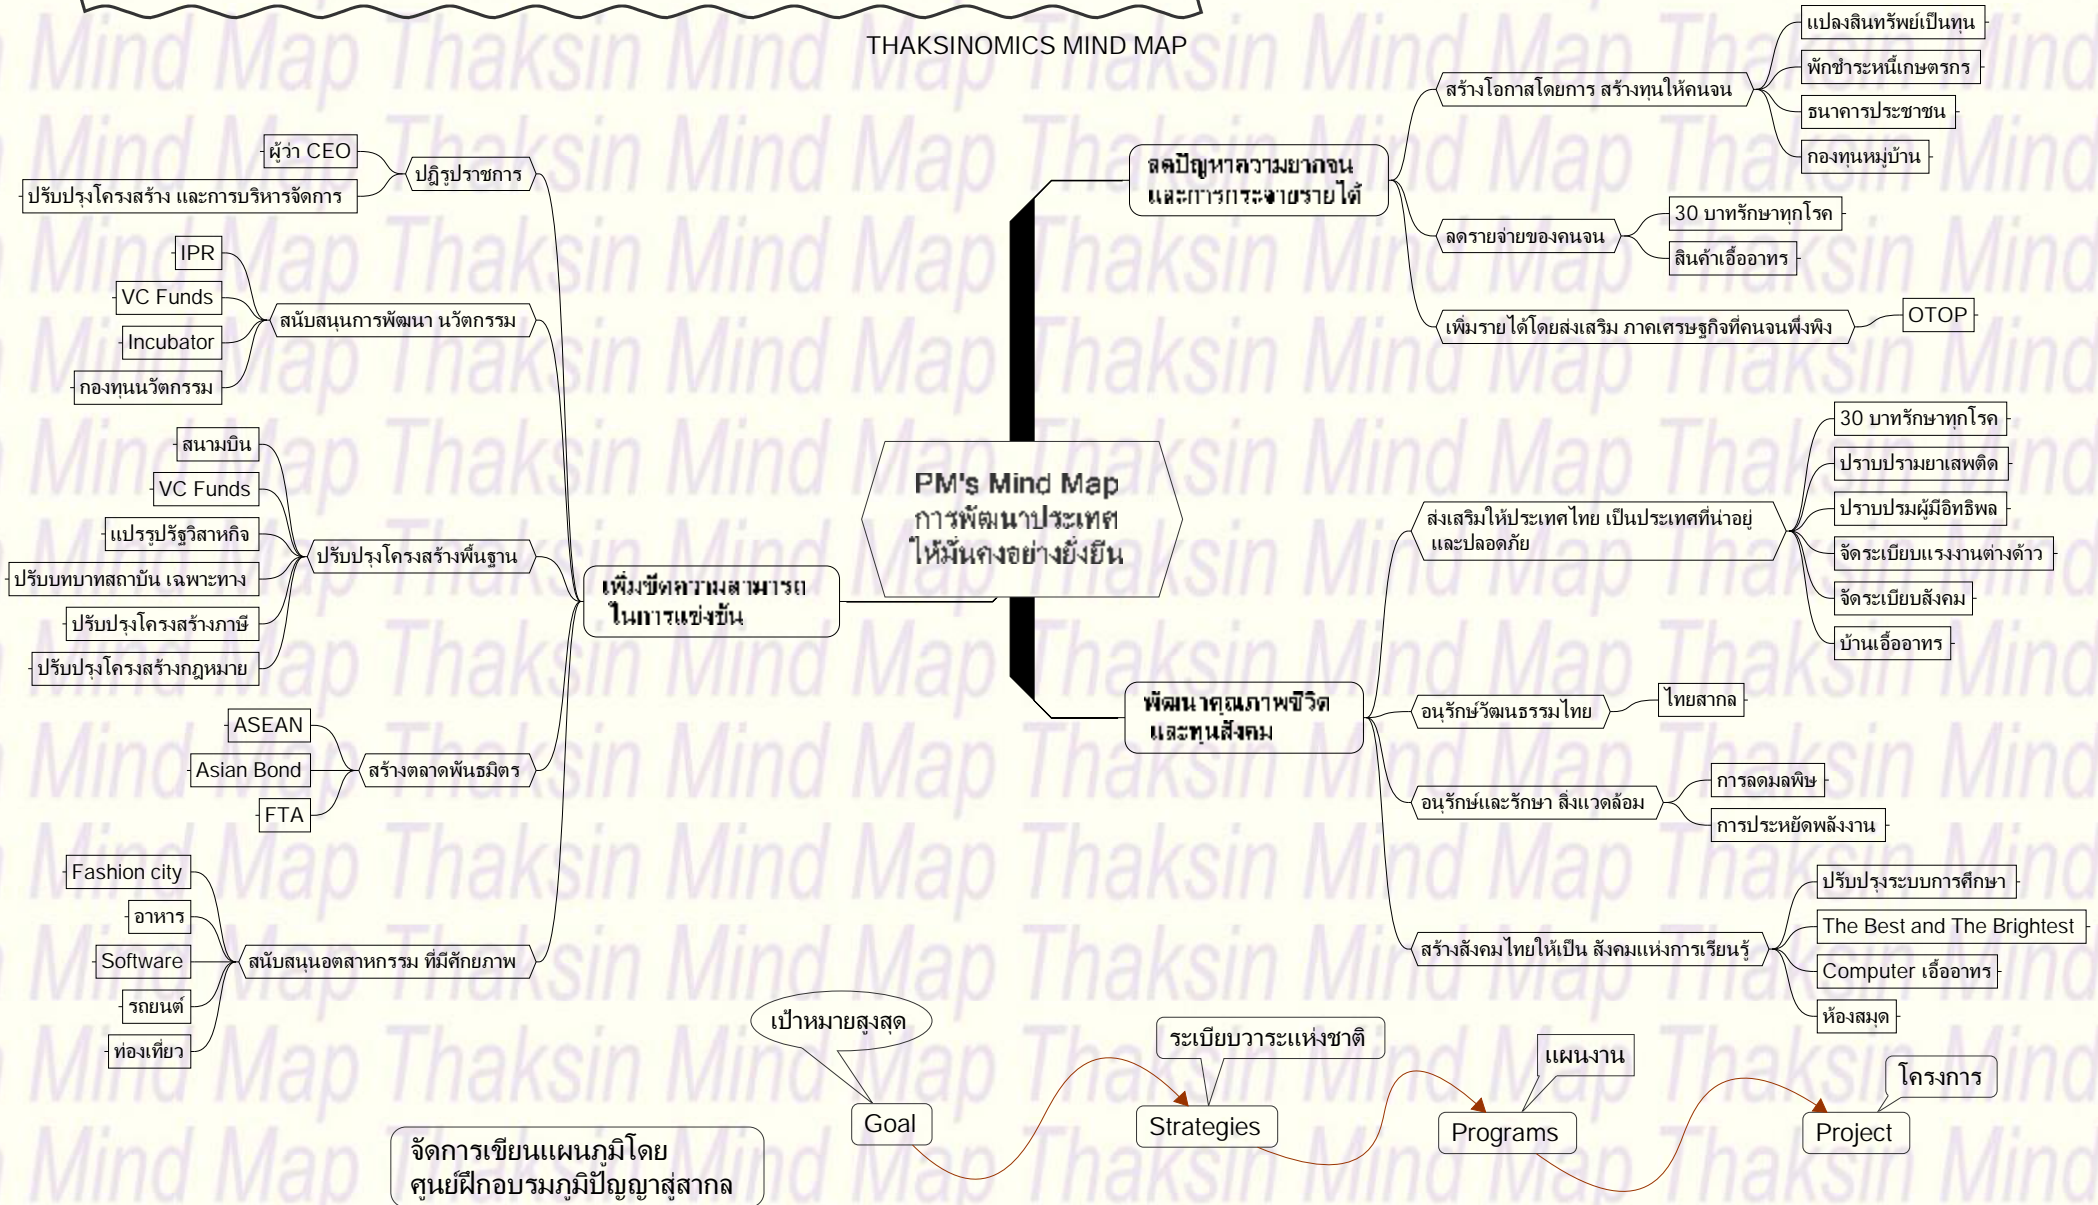 THAKSINOMICS MIND MAP
PM's Mind Map
การพัฒนาประเทศ
ให้มั่นคงอย่างยั่งยืน
ลดปัญหาความยากจน
และการกระจายรายได้
สร้างโอกาสโดยการ สร้างทุนให้คนจน
แปลงสินทรัพย์เป็นทุน
พักชำระหนี้เกษตรกร
ธนาคารประชาชน
กองทุนหมู่บ้าน
ลดรายจ่ายของคนจน
30 บาทรักษาทุกโรค
สินค้าเอื้ออาทร
เพิ่มรายได้โดยส่งเสริม ภาคเศรษฐกิจที่คนจนพึ่งพิง
OTOP
พัฒนาคุณภาพชีวิต
และทุนสังคม
ส่งเสริมให้ประเทศไทย เป็นประเทศที่น่าอยู่
และปลอดภัย
30 บาทรักษาทุกโรค
ปราบปรามยาเสพติด
ปราบปรมผู้มีอิทธิพล
จัดระเบียบแรงงานต่างด้าว
จัดระเบียบสังคม
บ้านเอื้ออาทร
อนุรักษ์วัฒนธรรมไทย
ไทยสากล
อนุรักษ์และรักษา สิ่งแวดล้อม
การลดมลพิษ
การประหยัดพลังงาน
สร้างสังคมไทยให้เป็น สังคมแห่งการเรียนรู้
ปรับปรุงระบบการศึกษา
The Best and The Brightest
Computer เอื้ออาทร
ห้องสมุด
เพิ่มขีดความสามารถ
ในการแข่งขัน
ปฎิรูปราชการ
ผู้ว่า CEO
ปรับปรุงโครงสร้าง และการบริหารจัดการ
สนับสนุนการพัฒนา นวัตกรรม
IPR
VC Funds
Incubator
กองทุนนวัตกรรม
ปรับปรุงโครงสร้างพื้นฐาน
สนามบิน
VC Funds
แปรรูปรัฐวิสาหกิจ
ปรับบทบาทสถาบัน เฉพาะทาง
ปรับปรุงโครงสร้างภาษี
ปรับปรุงโครงสร้างกฎหมาย
สร้างตลาดพันธมิตร
ASEAN
Asian Bond
FTA
สนับสนุนอตสาหกรรม ที่มีศักยภาพ
Fashion city
อาหาร
Software
รถยนต์
ท่องเที่ยว
เป้าหมายสูงสุด
Goal
ระเบียบวาระแห่งชาติ
Strategies
แผนงาน
Programs
โครงการ
Project
จัดการเขียนแผนภูมิโดย
ศูนย์ฝึกอบรมภูมิปัญญาสู่สากล